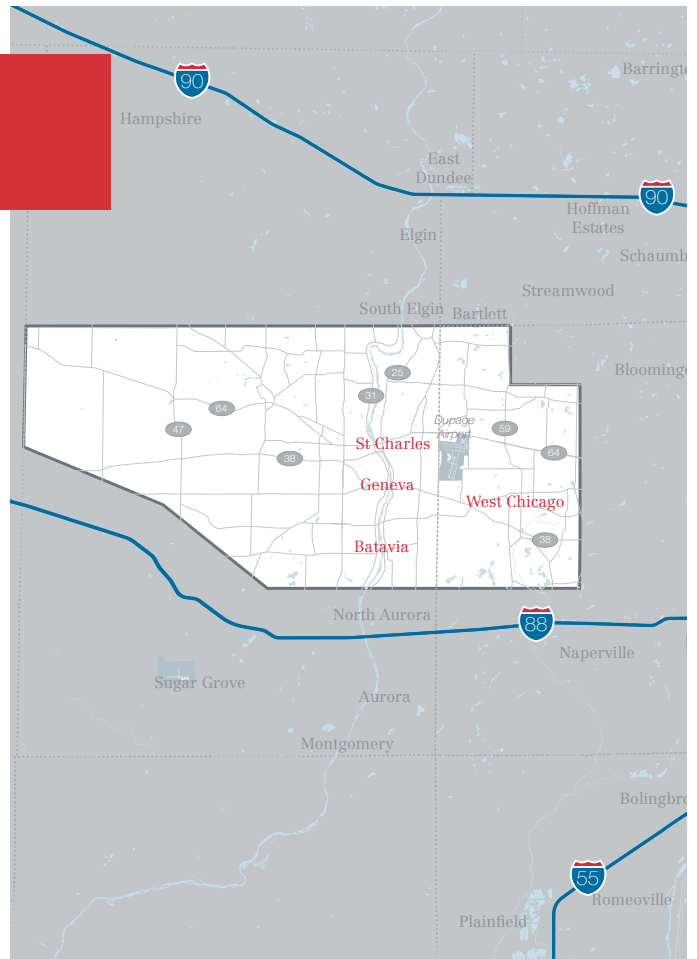 Barringt
90
Hampshire
East
Dundee
90
Hoffman
Estates
Elgin
Schaumb
Streamwood
South Elgin
Bartlett
Blooming
25
31
64
47
Dupage
Airport
59
St Charles
64
38
Geneva
West Chicago
38
Batavia
North Aurora
88
Naperville
Sugar Grove
Aurora
Montgomery
Bolingbro
55
Romeoville
Plainfield